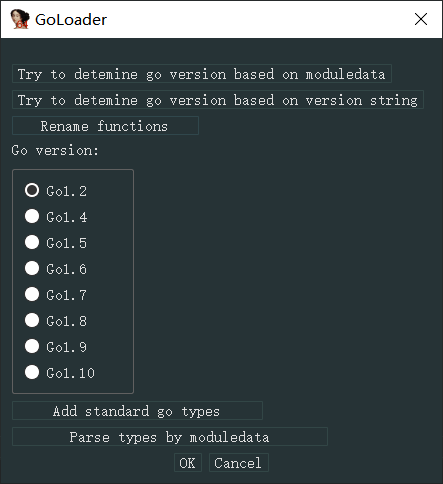 GoLoader
Try to detemine go version based on moduledata
Try to detemine go version based on version string
Rename functions
Go version:
Go1.2
Go1.4
Go1.5
Go1.6
Go1.7
Go1.8
Go1.9
Go1.10
Add standard go types
Parse types by moduledata
OK Cancel